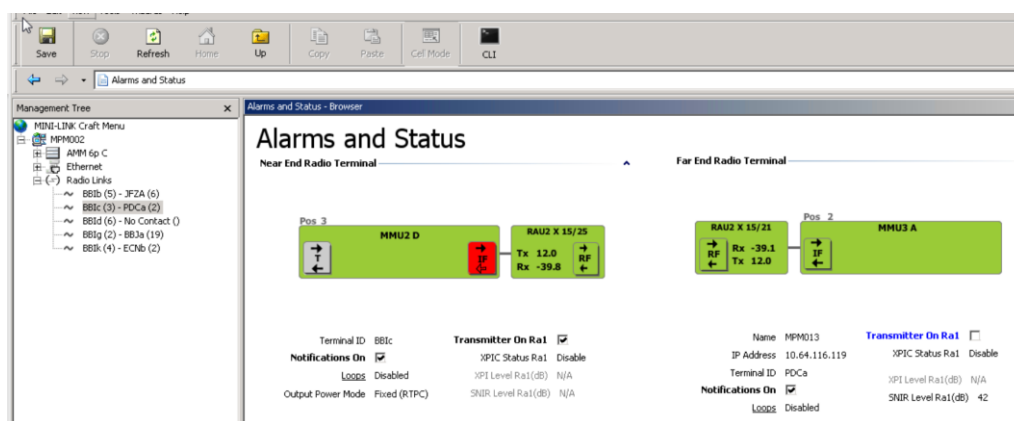 Save Stop Refresh Home Up Copy Paste Cel Mode CLI
Alarms and Status
Management Tree x
MINI-LINK Craft Menu
MPM002
AMM 6p C
Ethernet
Radio Links
BBIb (5) - JFZA (6)
BBIc (3) - PDCa (2)
BBId (6) - No Contact ()
BBIg (2) - BBJa (19)
BBIk (4) - ECNb (2)
Alarms and Status - Browser
Alarms and Status
Near End Radio Terminal
Pos 3
MMU2 D
RAU2 X 15/25
T
IF
Tx 12.0
Rx -39.8
RF
Terminal ID BBIc
Notifications On
Loops Disabled
Output Power Mode Fixed (RTPC)
Transmitter On Ra1
XPIC Status Ra1 Disable
XPI Level Ra1(dB) N/A
SNIR Level Ra1(dB) N/A
Far End Radio Terminal
RAU2 X 15/21
RF
Rx -39.1
Tx 12.0
Pos 2
MMU3 A
IF
Name MPM013
IP Address 10.64.116.119
Terminal ID PDCa
Notifications On
Loops Disabled
Transmitter On Ra1
XPIC Status Ra1 Disable
XPI Level Ra1(dB) N/A
SNIR Level Ra1(dB) 42